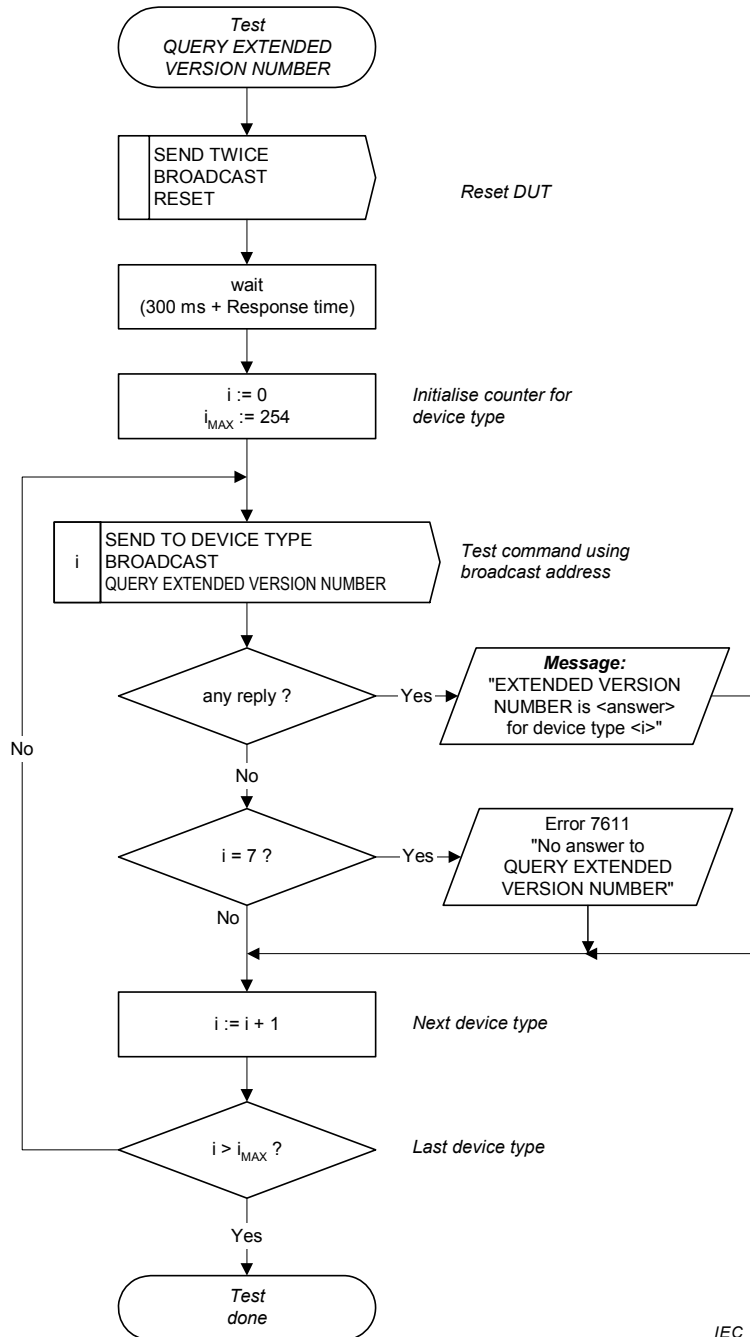 Test
QUERY EXTENDED
VERSION NUMBER
SEND TWICE
BROADCAST
RESET
Reset DUT
wait
(300 ms + Response time)
i := 0
iMAX := 254
Initialise counter for
device type
i
SEND TO DEVICE TYPE
BROADCAST
QUERY EXTENDED VERSION NUMBER
Test command using
broadcast address
any reply ?
Yes
Message:
"EXTENDED VERSION
NUMBER is <answer>
for device type <i>"
No
No
i = 7 ?
Yes
Error 7611
"No answer to
QUERY EXTENDED
VERSION NUMBER"
No
i := i + 1
Next device type
i > iMAX ?
Last device type
Yes
Test
done
IEC